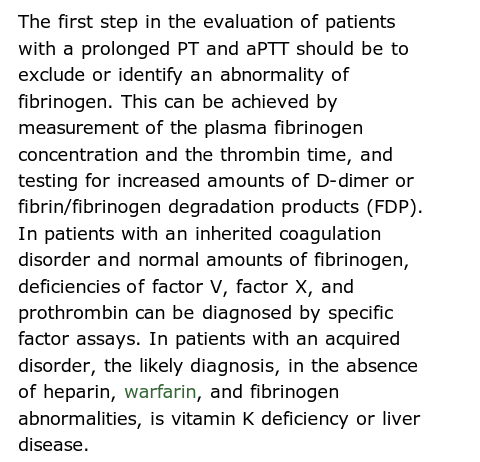 The first step in the evaluation of patients
with a prolonged PT and aPTT should be to
exclude or identify an abnormality of
fibrinogen. This can be achieved by
measurement of the plasma fibrinogen
concentration and the thrombin time, and
testing for increased amounts of D-dimer or
fibrin/fibrinogen degradation products (FDP).
In patients with an inherited coagulation
disorder and normal amounts of fibrinogen,
deficiencies of factor V, factor X, and
prothrombin can be diagnosed by specific
factor assays. In patients with an acquired
disorder, the likely diagnosis, in the absence
of heparin, warfarin, and fibrinogen
abnormalities, is vitamin K deficiency or liver
disease.